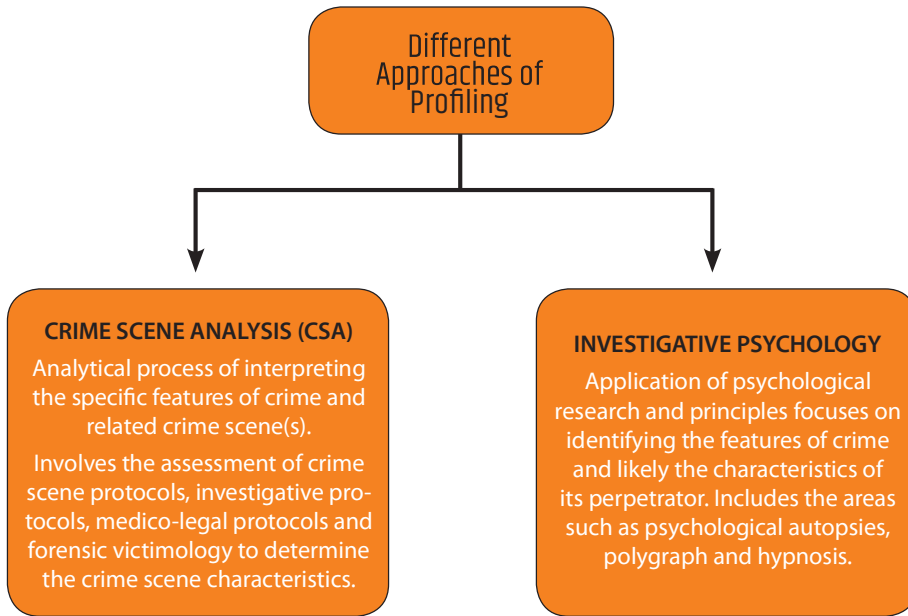 Different
Approaches of
Profiling
CRIME SCENE ANALYSIS (CSA)
Analytical process of interpreting
the specific features of crime and
related crime scene(s).
Involves the assessment of crime
scene protocols, investigative pro-
tocols, medico-legal protocols and
forensic victimology to determine
the crime scene characteristics.
INVESTIGATIVE PSYCHOLOGY
Application of psychological
research and principles focuses on
identifying the features of crime
and likely the characteristics of
its perpetrator. Includes the areas
such as psychological autopsies,
polygraph and hypnosis.